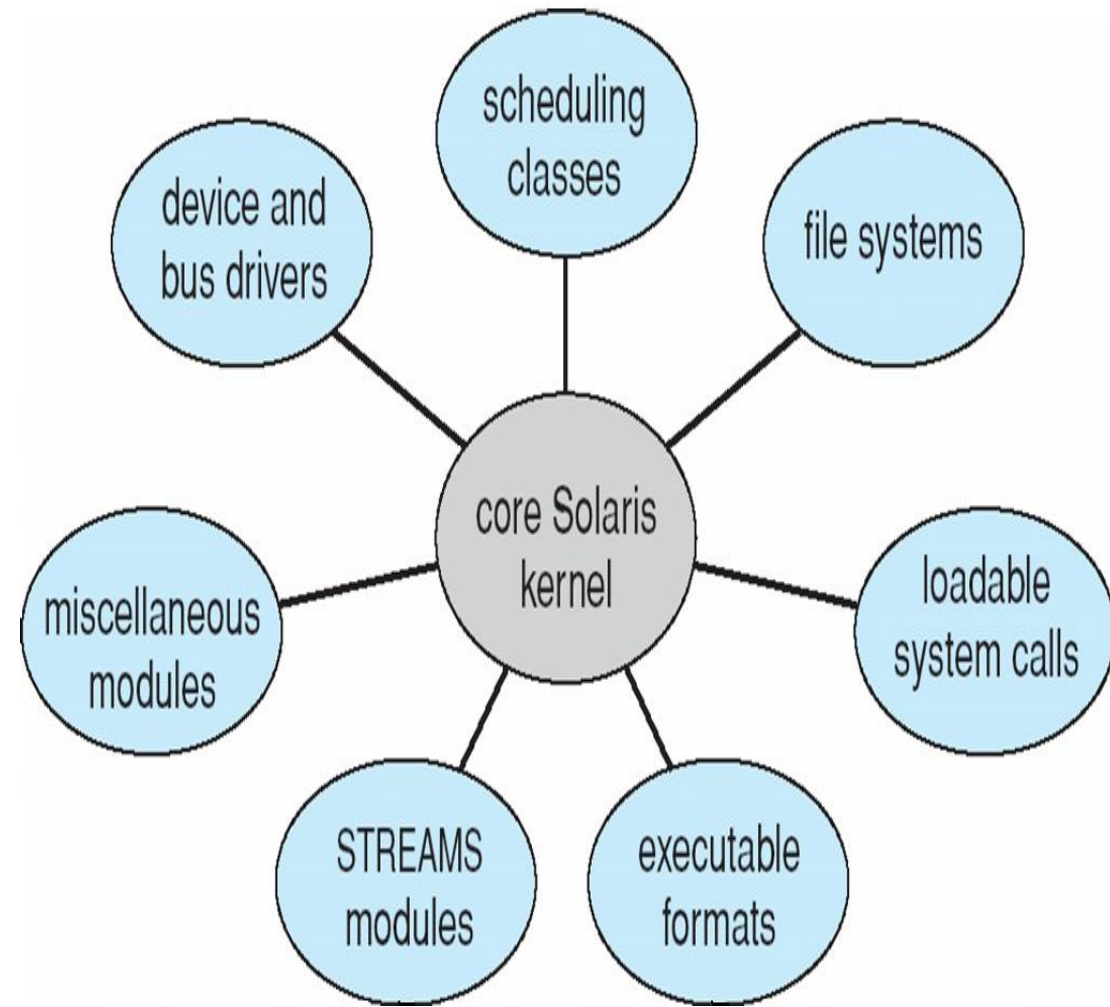 scheduling
classes
device and
bus drivers
file systems
core Solaris
kernel
miscellaneous
modules
loadable
system calls
STREAMS
modules
executable
formats